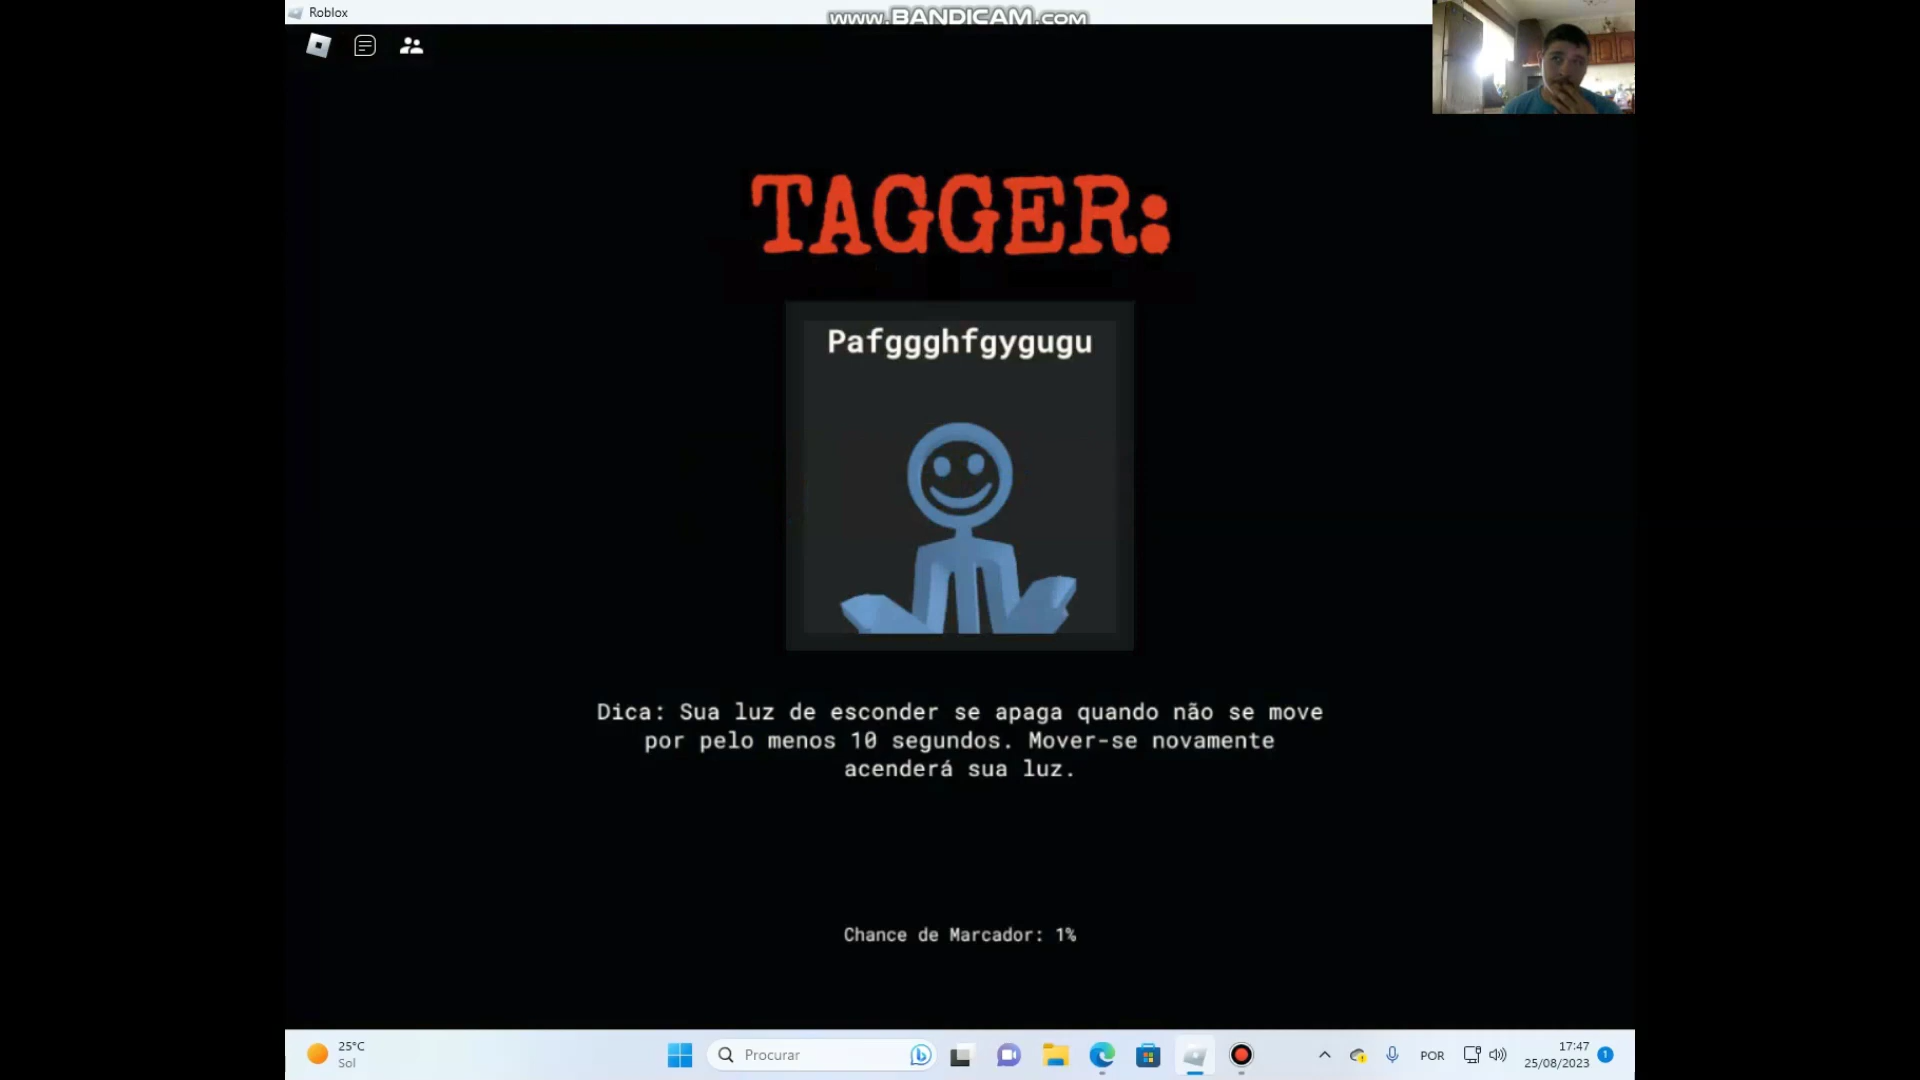 Roblox
www.BANDICAM.com
TAGGER:
Pafggghfgygugu
Dica: Sua luz de esconder se apaga quando não se move
por pelo menos 10 segundos. Mover-se novamente
acenderá sua luz.
Chance de Marcador: 1%
25°C
Sol
Procurar
POR
17:47
25/08/2023
1